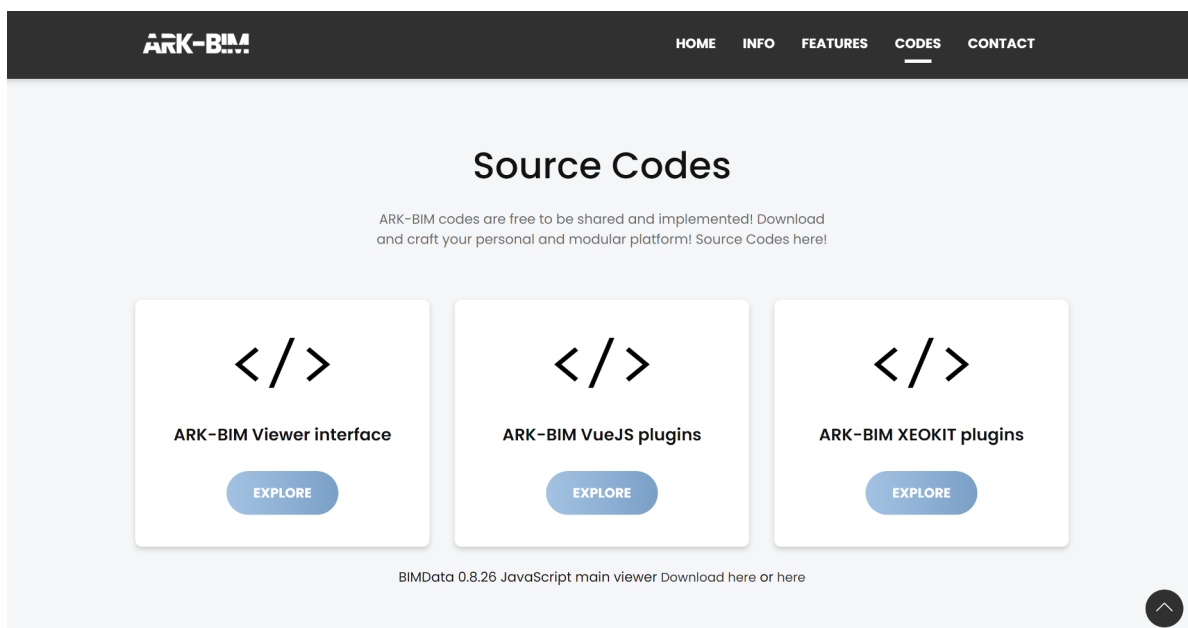 ARK-BIM
HOME INFO FEATURES CODES CONTACT
Source Codes
ARK-BIM codes are free to be shared and implemented! Download
and craft your personal and modular platform! Source Codes here!
</>
ARK-BIM Viewer interface
EXPLORE
</>
ARK-BIM VueJS plugins
EXPLORE
</>
ARK-BIM XEOKIT plugins
EXPLORE
BIMData 0.8.26 JavaScript main viewer Download here or here